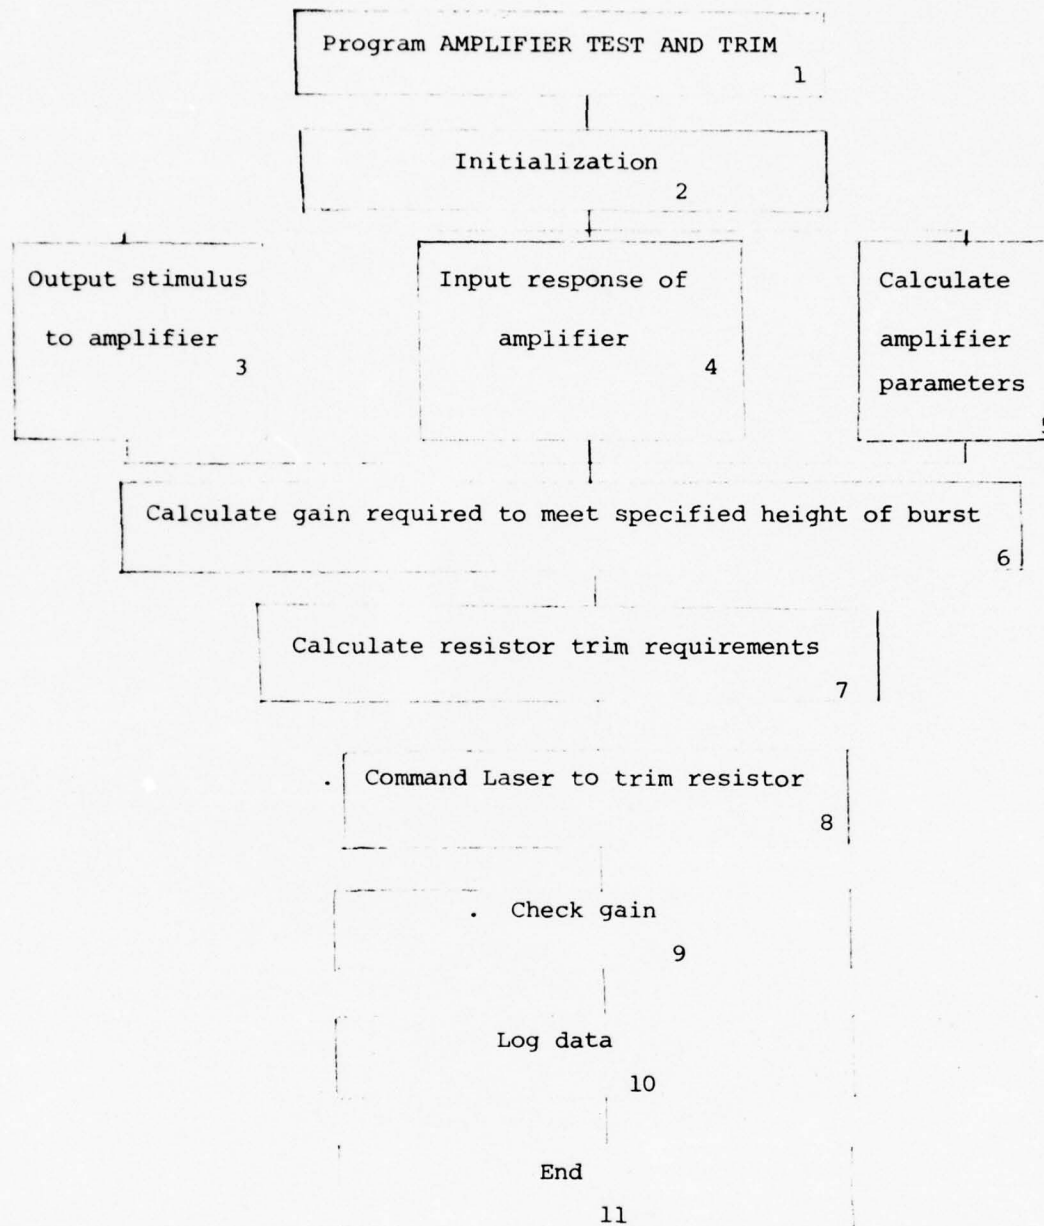 Program AMPLIFIER TEST AND TRIM
1
Initialization
2
Output stimulus
to amplifier
3
Input response of
amplifier
4
Calculate
amplifier
parameters
5
Calculate gain required to meet specified height of burst
6
Calculate resistor trim requirements
7
Command Laser to trim resistor
8
Check gain
9
Log data
10
End
11